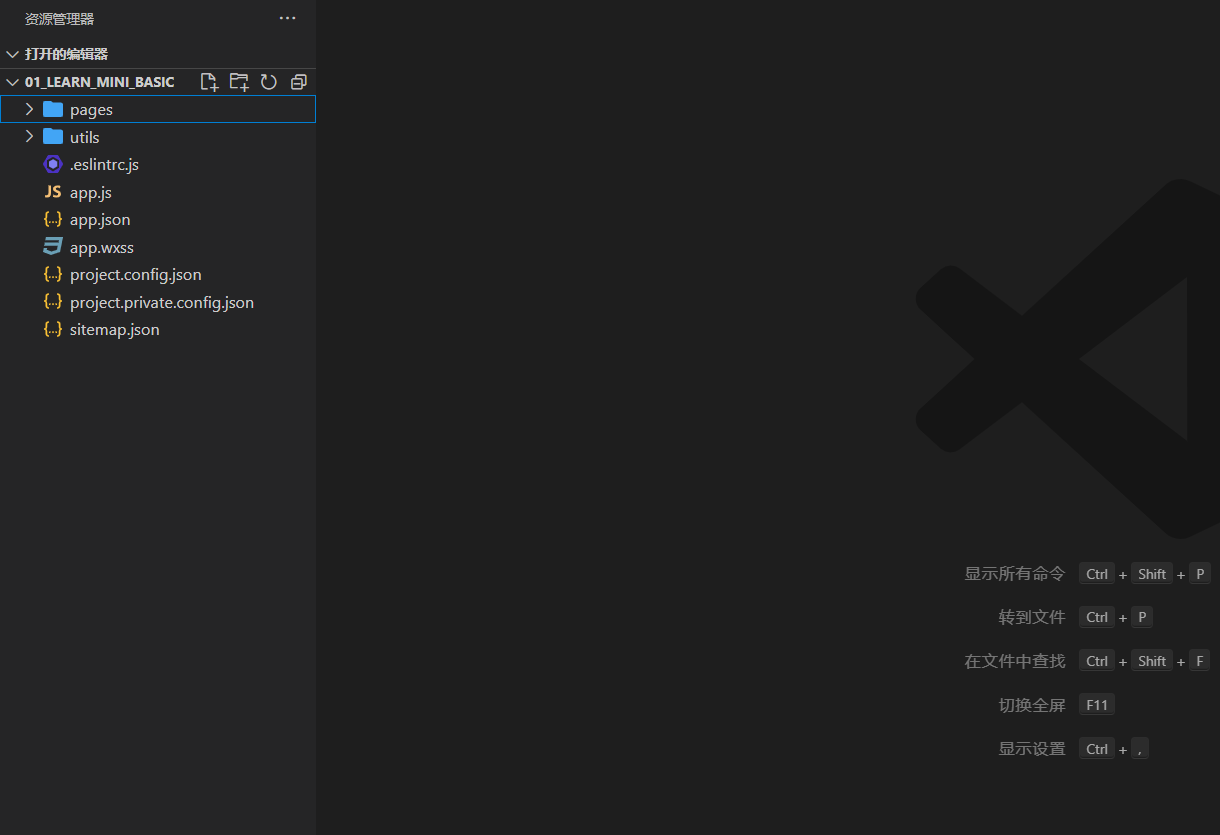 资源管理器
打开的编辑器
01_LEARN_MINI_BASIC
pages
utils
.eslintrc.js
JS app.js
{..} app.json
app.wxss
{..} project.config.json
{..} project.private.config.json
{..} sitemap.json
显示所有命令 Ctrl + Shift + P
转到文件 Ctrl + P
在文件中查找 Ctrl + Shift + F
切换全屏 F11
显示设置 Ctrl + ,